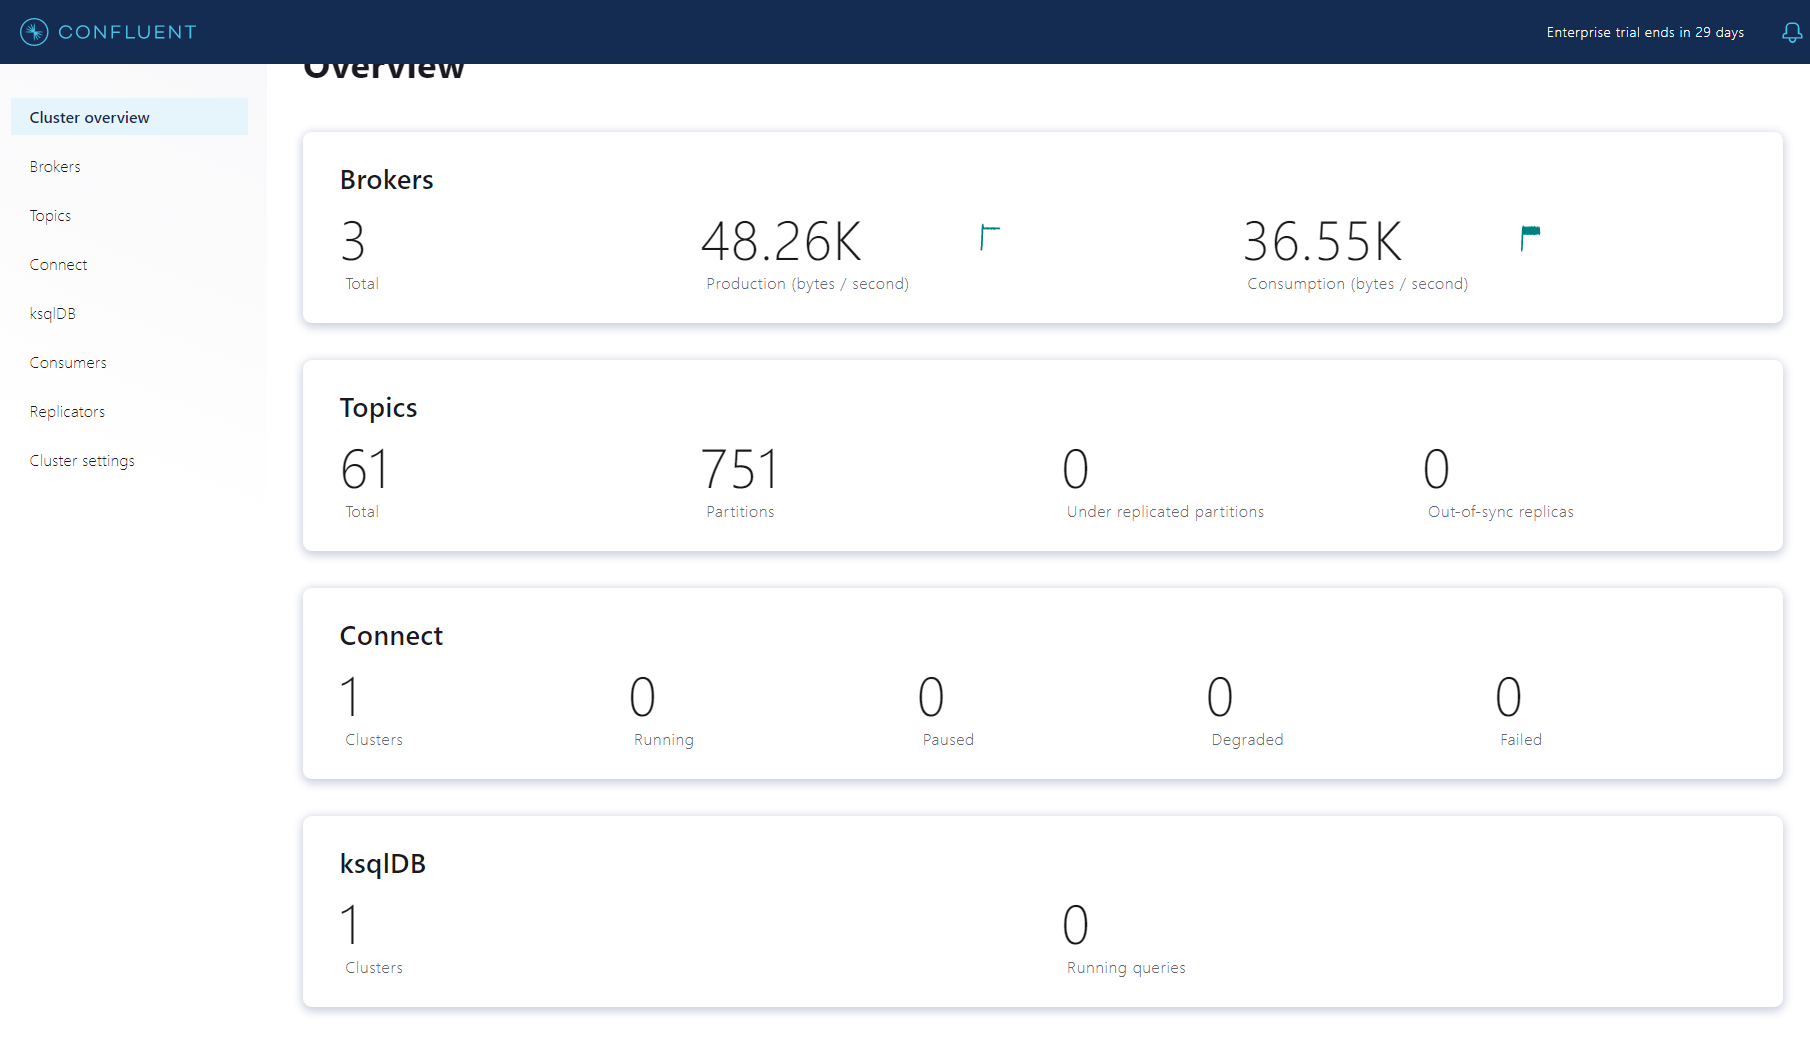 CONFLUENT
Enterprise trial ends in 29 days
Overview
Cluster overview
Brokers
Topics
Connect
ksqlDB
Consumers
Replicators
Cluster settings
Brokers
3
Total
48.26K
Production (bytes / second)
36.55K
Consumption (bytes / second)
Topics
61
Total
751
Partitions
0
Under replicated partitions
0
Out-of-sync replicas
Connect
1
Clusters
0
Running
0
Paused
0
Degraded
0
Failed
ksqlDB
1
Clusters
0
Running queries